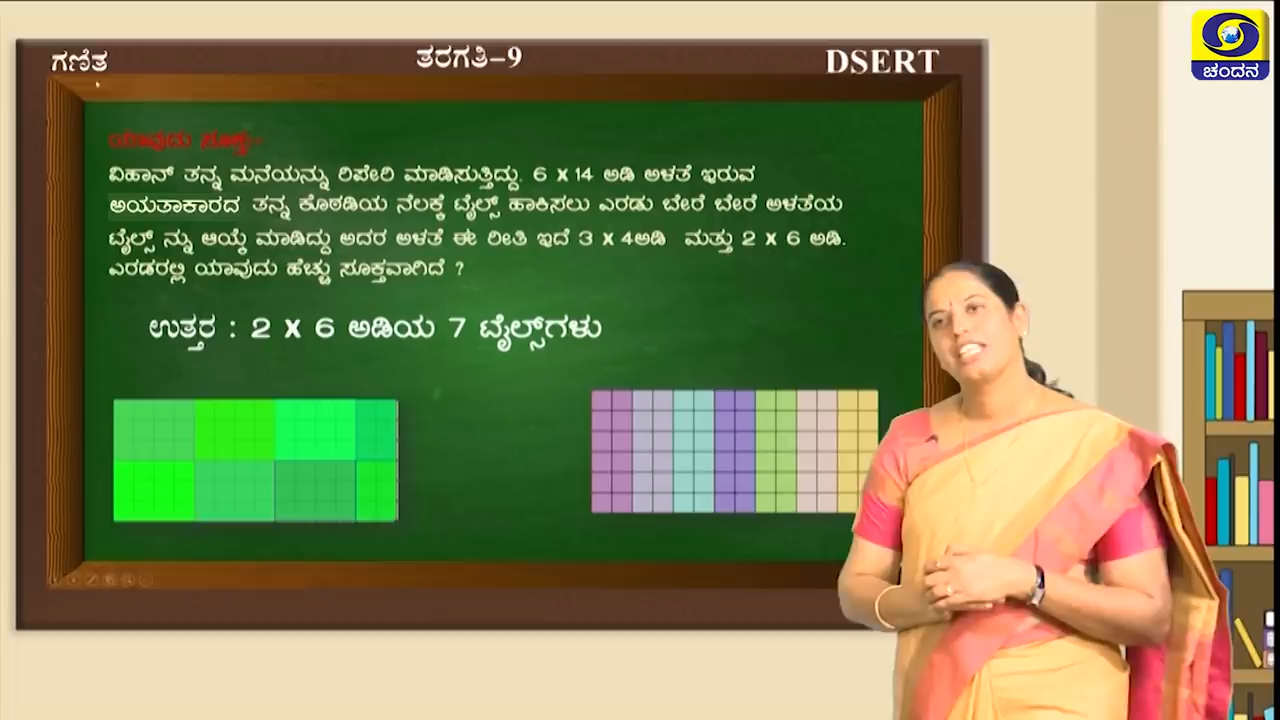 ಗಣಿತ
ತರಗತಿ-9
DSERT
ಚಂದನ
ಯಾವುದು ಸೂಕ್ತ:-
ವಿಹಾನ್ ತನ್ನ ಮನೆಯನ್ನು ರಿಪೇರಿ ಮಾಡಿಸುತ್ತಿದ್ದು. 6 X 14 ಅಡಿ ಅಳತೆ ಇರುವ
ಅಯತಾಕಾರದ ತನ್ನ ಕೊಠಡಿಯ ನೆಲಕ್ಕೆ ಟೈಲ್ಸ್ ಹಾಕಿಸಲು ಎರಡು ಬೇರೆ ಬೇರೆ ಅಳತೆಯ
ಟೈಲ್ಸ್ ನ್ನು ಆಯ್ಕೆ ಮಾಡಿದ್ದು ಅದರ ಅಳತೆ ಈ ರೀತಿ ಇದೆ 3 X 4ಅಡಿ ಮತ್ತು 2 X 6 ಅಡಿ.
ಎರಡರಲ್ಲಿ ಯಾವುದು ಹೆಚ್ಚು ಸೂಕ್ತವಾಗಿದೆ ?
ಉತ್ತರ : 2 X 6 ಅಡಿಯ 7 ಟೈಲ್ಸ್‌ಗಳು